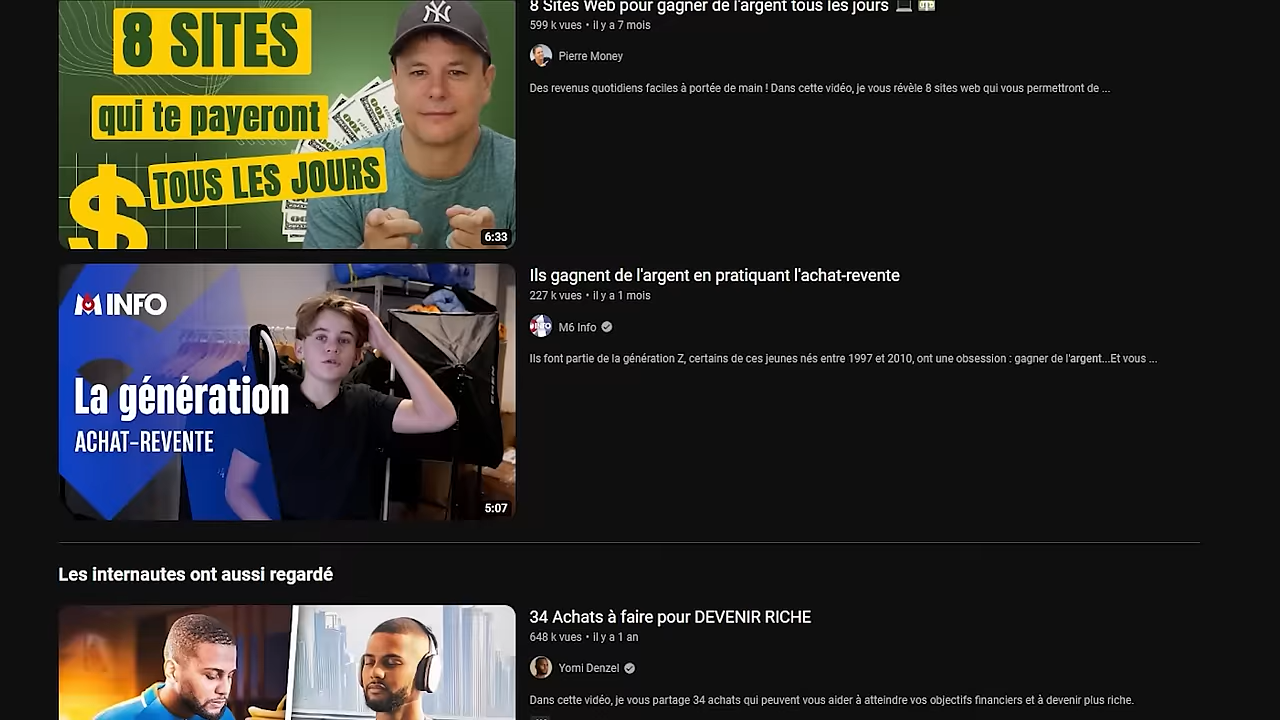 8 SITES
qui te payeront
TOUS LES JOURS
$
6:33
8 Sites Web pour gagner de l'argent tous les jours
599 k vues • il y a 7 mois
Pierre Money
Des revenus quotidiens faciles à portée de main ! Dans cette vidéo, je vous révèle 8 sites web qui vous permettront de ...
M INFO
La génération
ACHAT-REVENTE
5:07
Ils gagnent de l'argent en pratiquant l'achat-revente
227 k vues • il y a 1 mois
M6 Info
Ils font partie de la génération Z, certains de ces jeunes nés entre 1997 et 2010, ont une obsession : gagner de l'argent...Et vous ...
Les internautes ont aussi regardé
34 Achats à faire pour DEVENIR RICHE
648 k vues • il y a 1 an
Yomi Denzel
Dans cette vidéo, je vous partage 34 achats qui peuvent vous aider à atteindre vos objectifs financiers et à devenir plus riche.